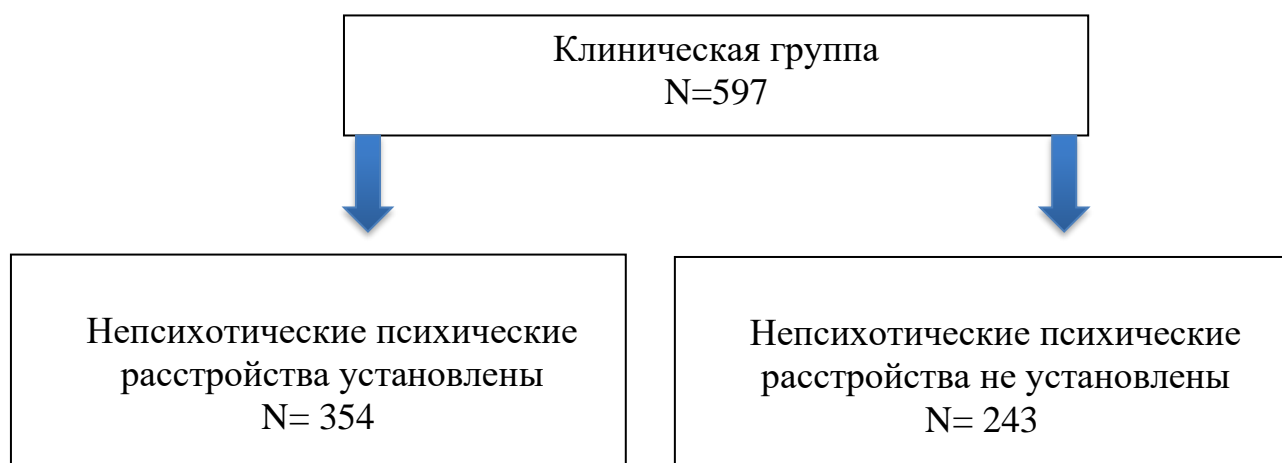 Клиническая группа
N=597
Непсихотические психические
расстройства установлены
N= 354
Непсихотические психические
расстройства не установлены
N= 243